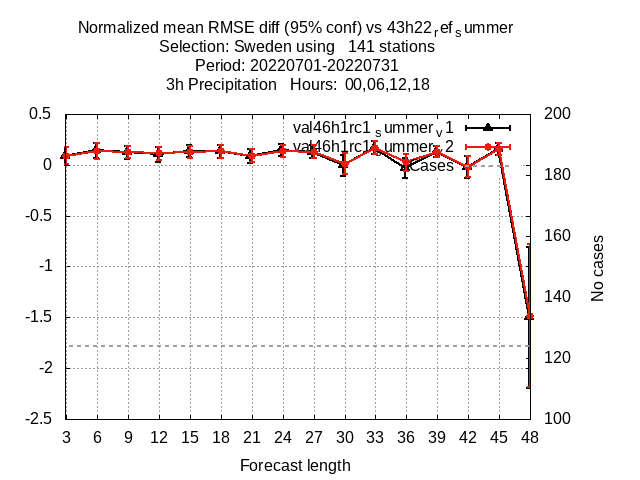 Normalized mean RMSE diff (95% conf) vs 43h22refsummer
Selection: Sweden using 141 stations
Period: 20220701-20220731
3h Precipitation Hours: 00,06,12,18
val46h1rc1summerv1
val46h1rc1summerv2
Cases
0.5
0
-0.5
-1
-1.5
-2
-2.5
200
180
160
140
120
100
No cases
3 6 9 12 15 18 21 24 27 30 33 36 39 42 45 48
Forecast length